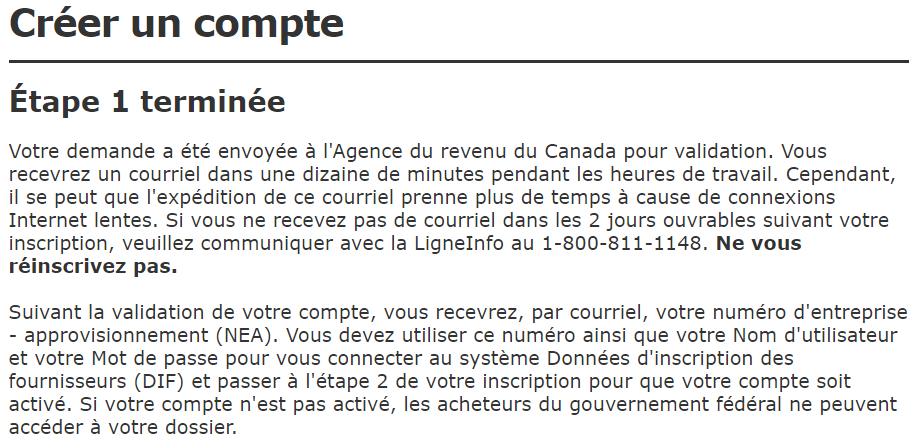 Créer un compte
Étape 1 terminée
Votre demande a été envoyée à l'Agence du revenu du Canada pour validation. Vous
recevrez un courriel dans une dizaine de minutes pendant les heures de travail. Cependant,
il se peut que l'expédition de ce courriel prenne plus de temps à cause de connexions
Internet lentes. Si vous ne recevez pas de courriel dans les 2 jours ouvrables suivant votre
inscription, veuillez communiquer avec la LigneInfo au 1-800-811-1148. Ne vous
réinscrivez pas.
Suivant la validation de votre compte, vous recevrez, par courriel, votre numéro d'entreprise
- approvisionnement (NEA). Vous devez utiliser ce numéro ainsi que votre Nom d'utilisateur
et votre Mot de passe pour vous connecter au système Données d'inscription des
fournisseurs (DIF) et passer à l'étape 2 de votre inscription pour que votre compte soit
activé. Si votre compte n'est pas activé, les acheteurs du gouvernement fédéral ne peuvent
accéder à votre dossier.